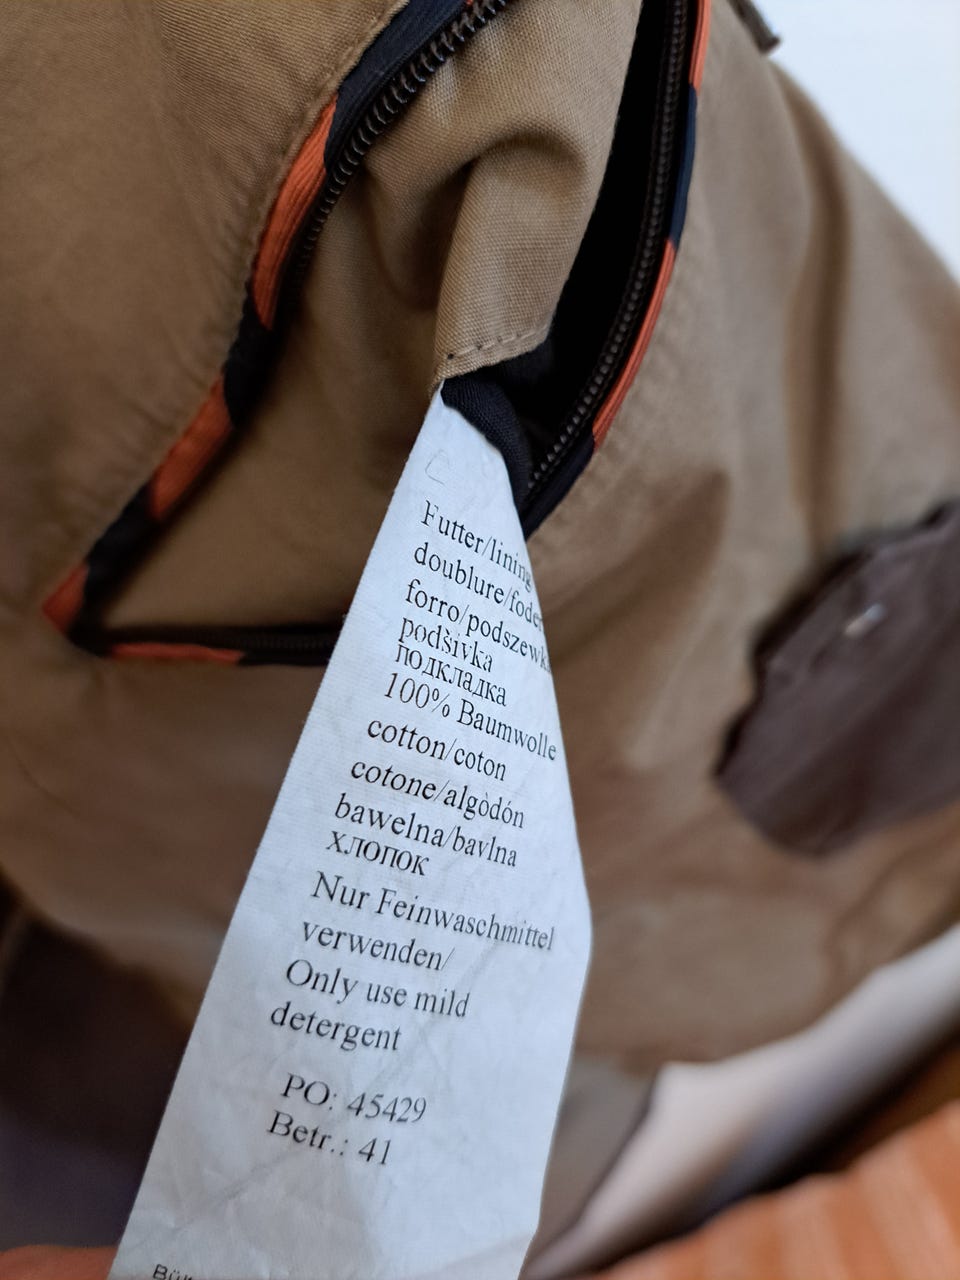 Futter/lining
doublure/foder
forro/podszewka
podšivka
подкладка
100% Baumwolle
cotton/coton
cotone/algòdón
bawelna/bavlna
хлопок
Nur Feinwaschmittel
verwenden/
Only use mild
detergent
PO: 45429
Betr.: 41